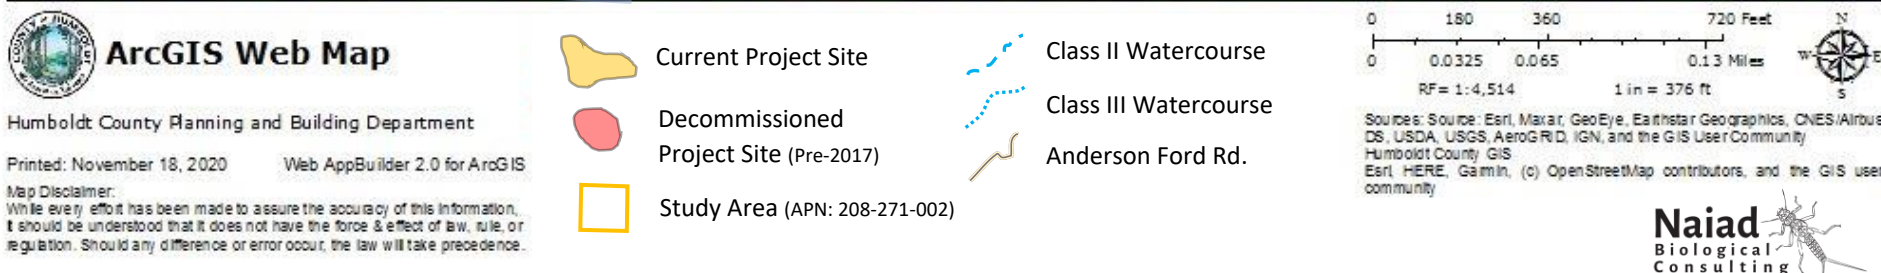 COUNTY OF HUMBOLDT
ArcGIS Web Map
Humboldt County Planning and Building Department
Printed: November 18, 2020 Web AppBuilder 2.0 for ArcGIS
Map Disclaimer:
While every effort has been made to assure the accuracy of this information,
it should be understood that it does not have the force & effect of law, rule, or
regulation. Should any difference or error occur, the law will take precedence.
Current Project Site
Decommissioned
Project Site (Pre-2017)
Study Area (APN: 208-271-002)
Class II Watercourse
Class III Watercourse
Anderson Ford Rd.
0 180 360 720 Feet
0 0.0325 0.065 0.13 Miles
RF= 1:4,514 1 in = 376 ft
N
W E
S
Sources: Source: Esri, Maxar, GeoEye, Earthstar Geographics, CNES/Airbus
DS, USDA, USGS, AeroGRID, IGN, and the GIS User Community
Humboldt County GIS
Esri, HERE, Garmin, (c) OpenStreetMap contributors, and the GIS user
community
Naiad
Biological
Consulting